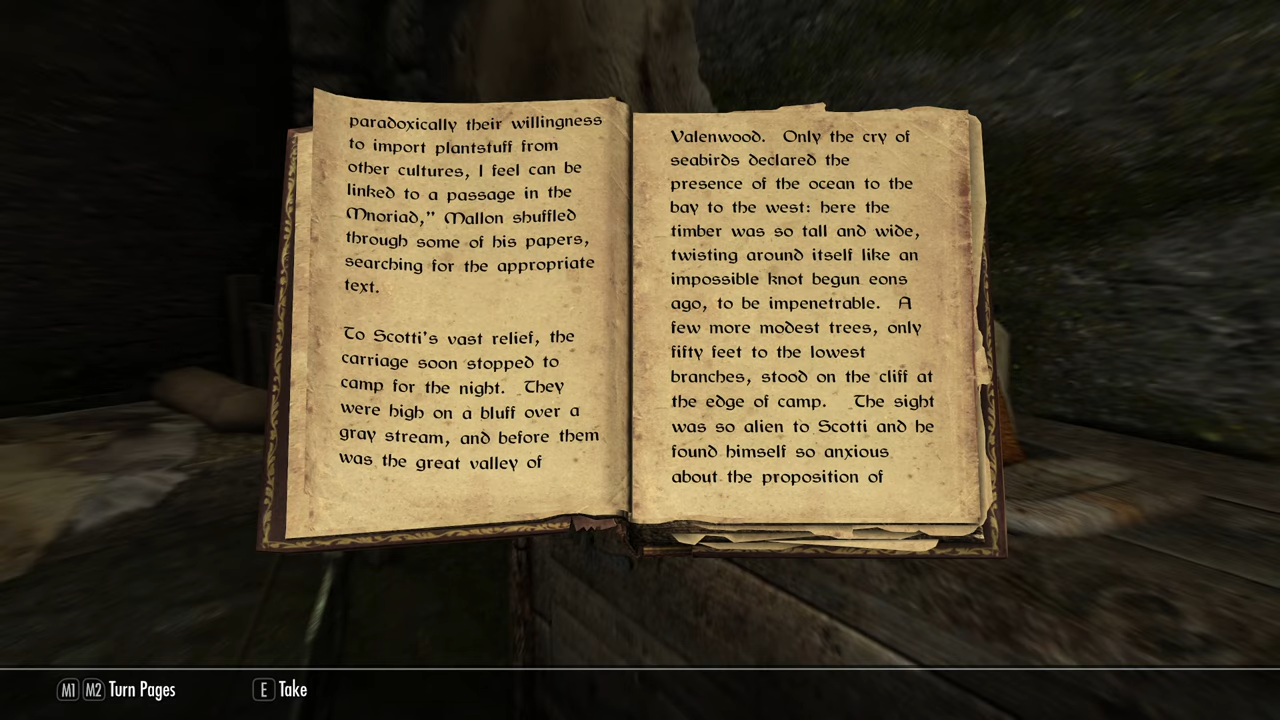 paradoxically their willingness
to import plantstuff from
other cultures, I feel can be
linked to a passage in the
Mnoriad," Mallon shuffled
through some of his papers,
searching for the appropriate
text.
To Scotti's vast relief, the
carriage soon stopped to
camp for the night. They
were high on a bluff over a
gray stream, and before them
was the great valley of
Valenwood. Only the cry of
seabirds declared the
presence of the ocean to the
bay to the west: here the
timber was so tall and wide,
twisting around itself like an
impossible knot begun eons
ago, to be impenetrable. A
few more modest trees, only
fifty feet to the lowest
branches, stood on the cliff at
the edge of camp. The sight
was so alien to Scotti and he
found himself so anxious
about the proposition of
M1 M2 Turn Pages
E Take